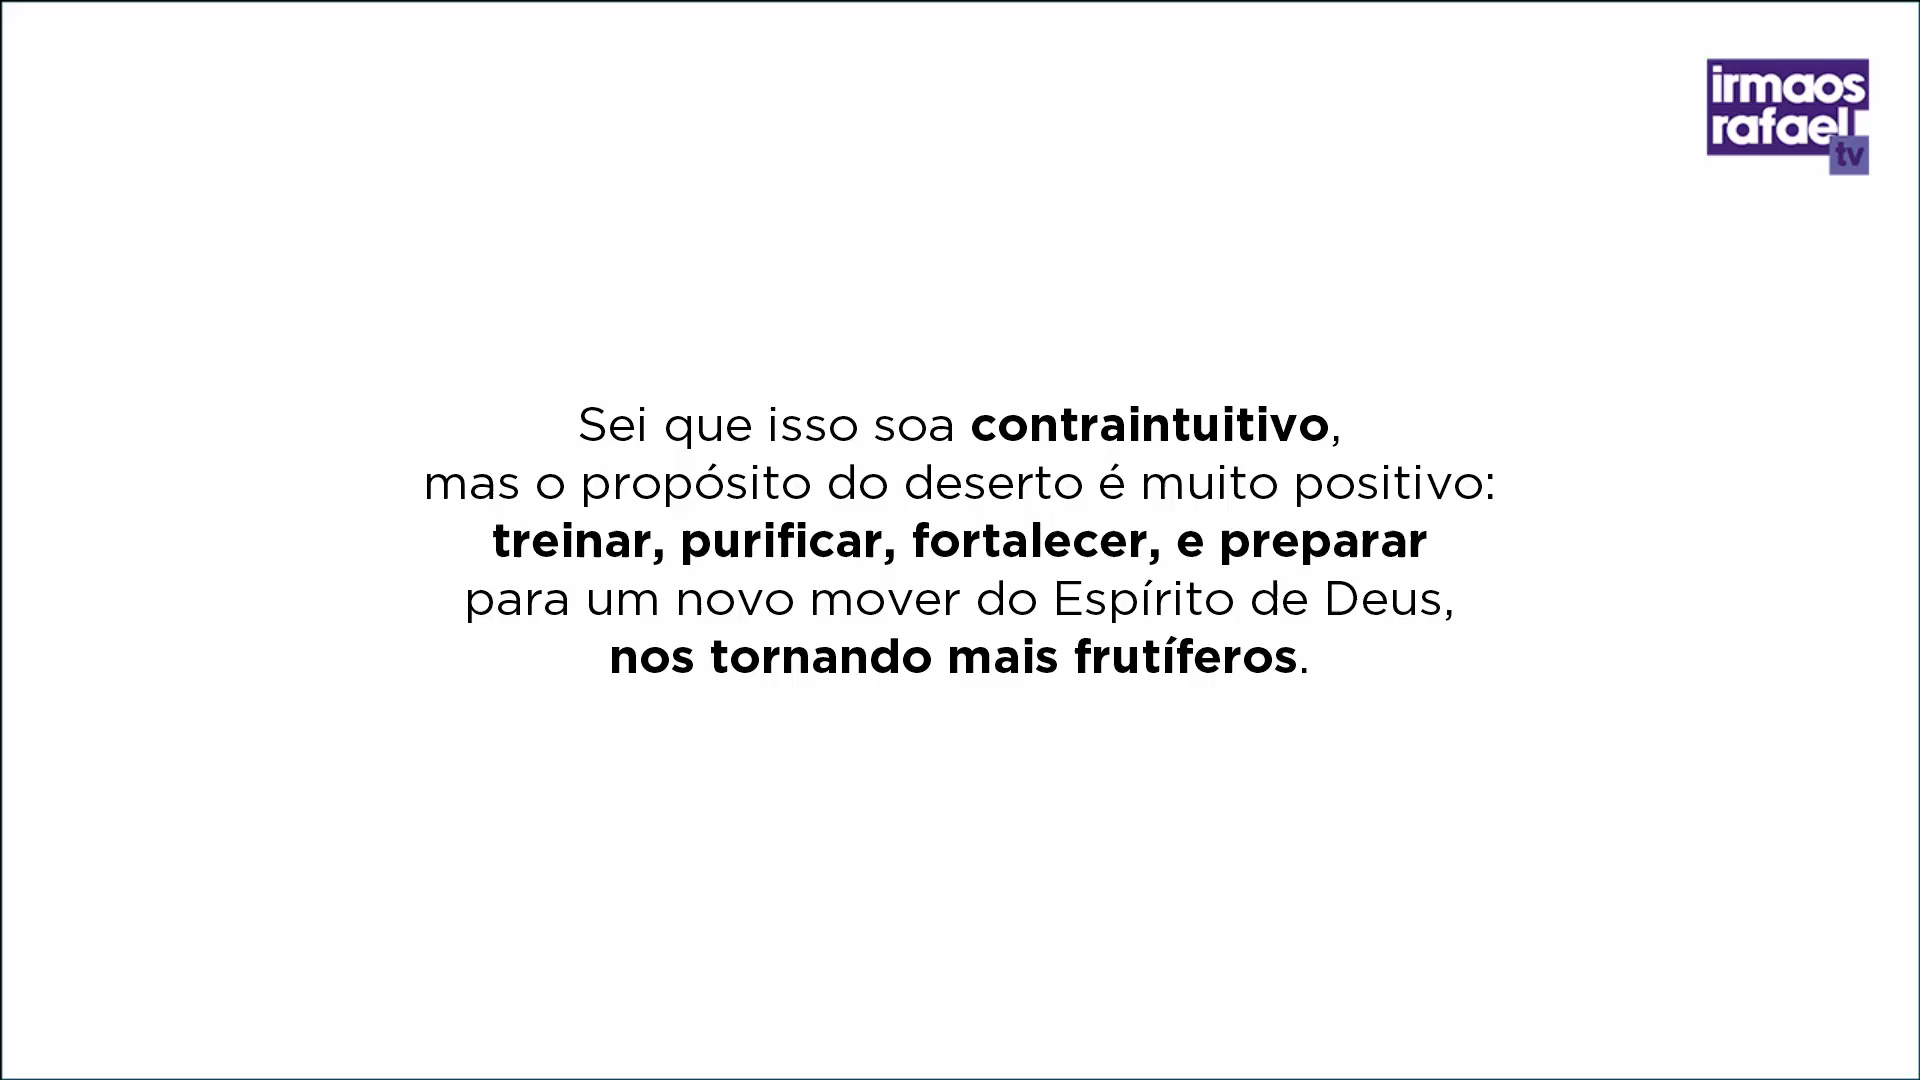 irmaos
rafael
tv
Sei que isso soa contraintuitivo,
mas o propósito do deserto é muito positivo:
treinar, purificar, fortalecer, e preparar
para um novo mover do Espírito de Deus,
nos tornando mais frutíferos.